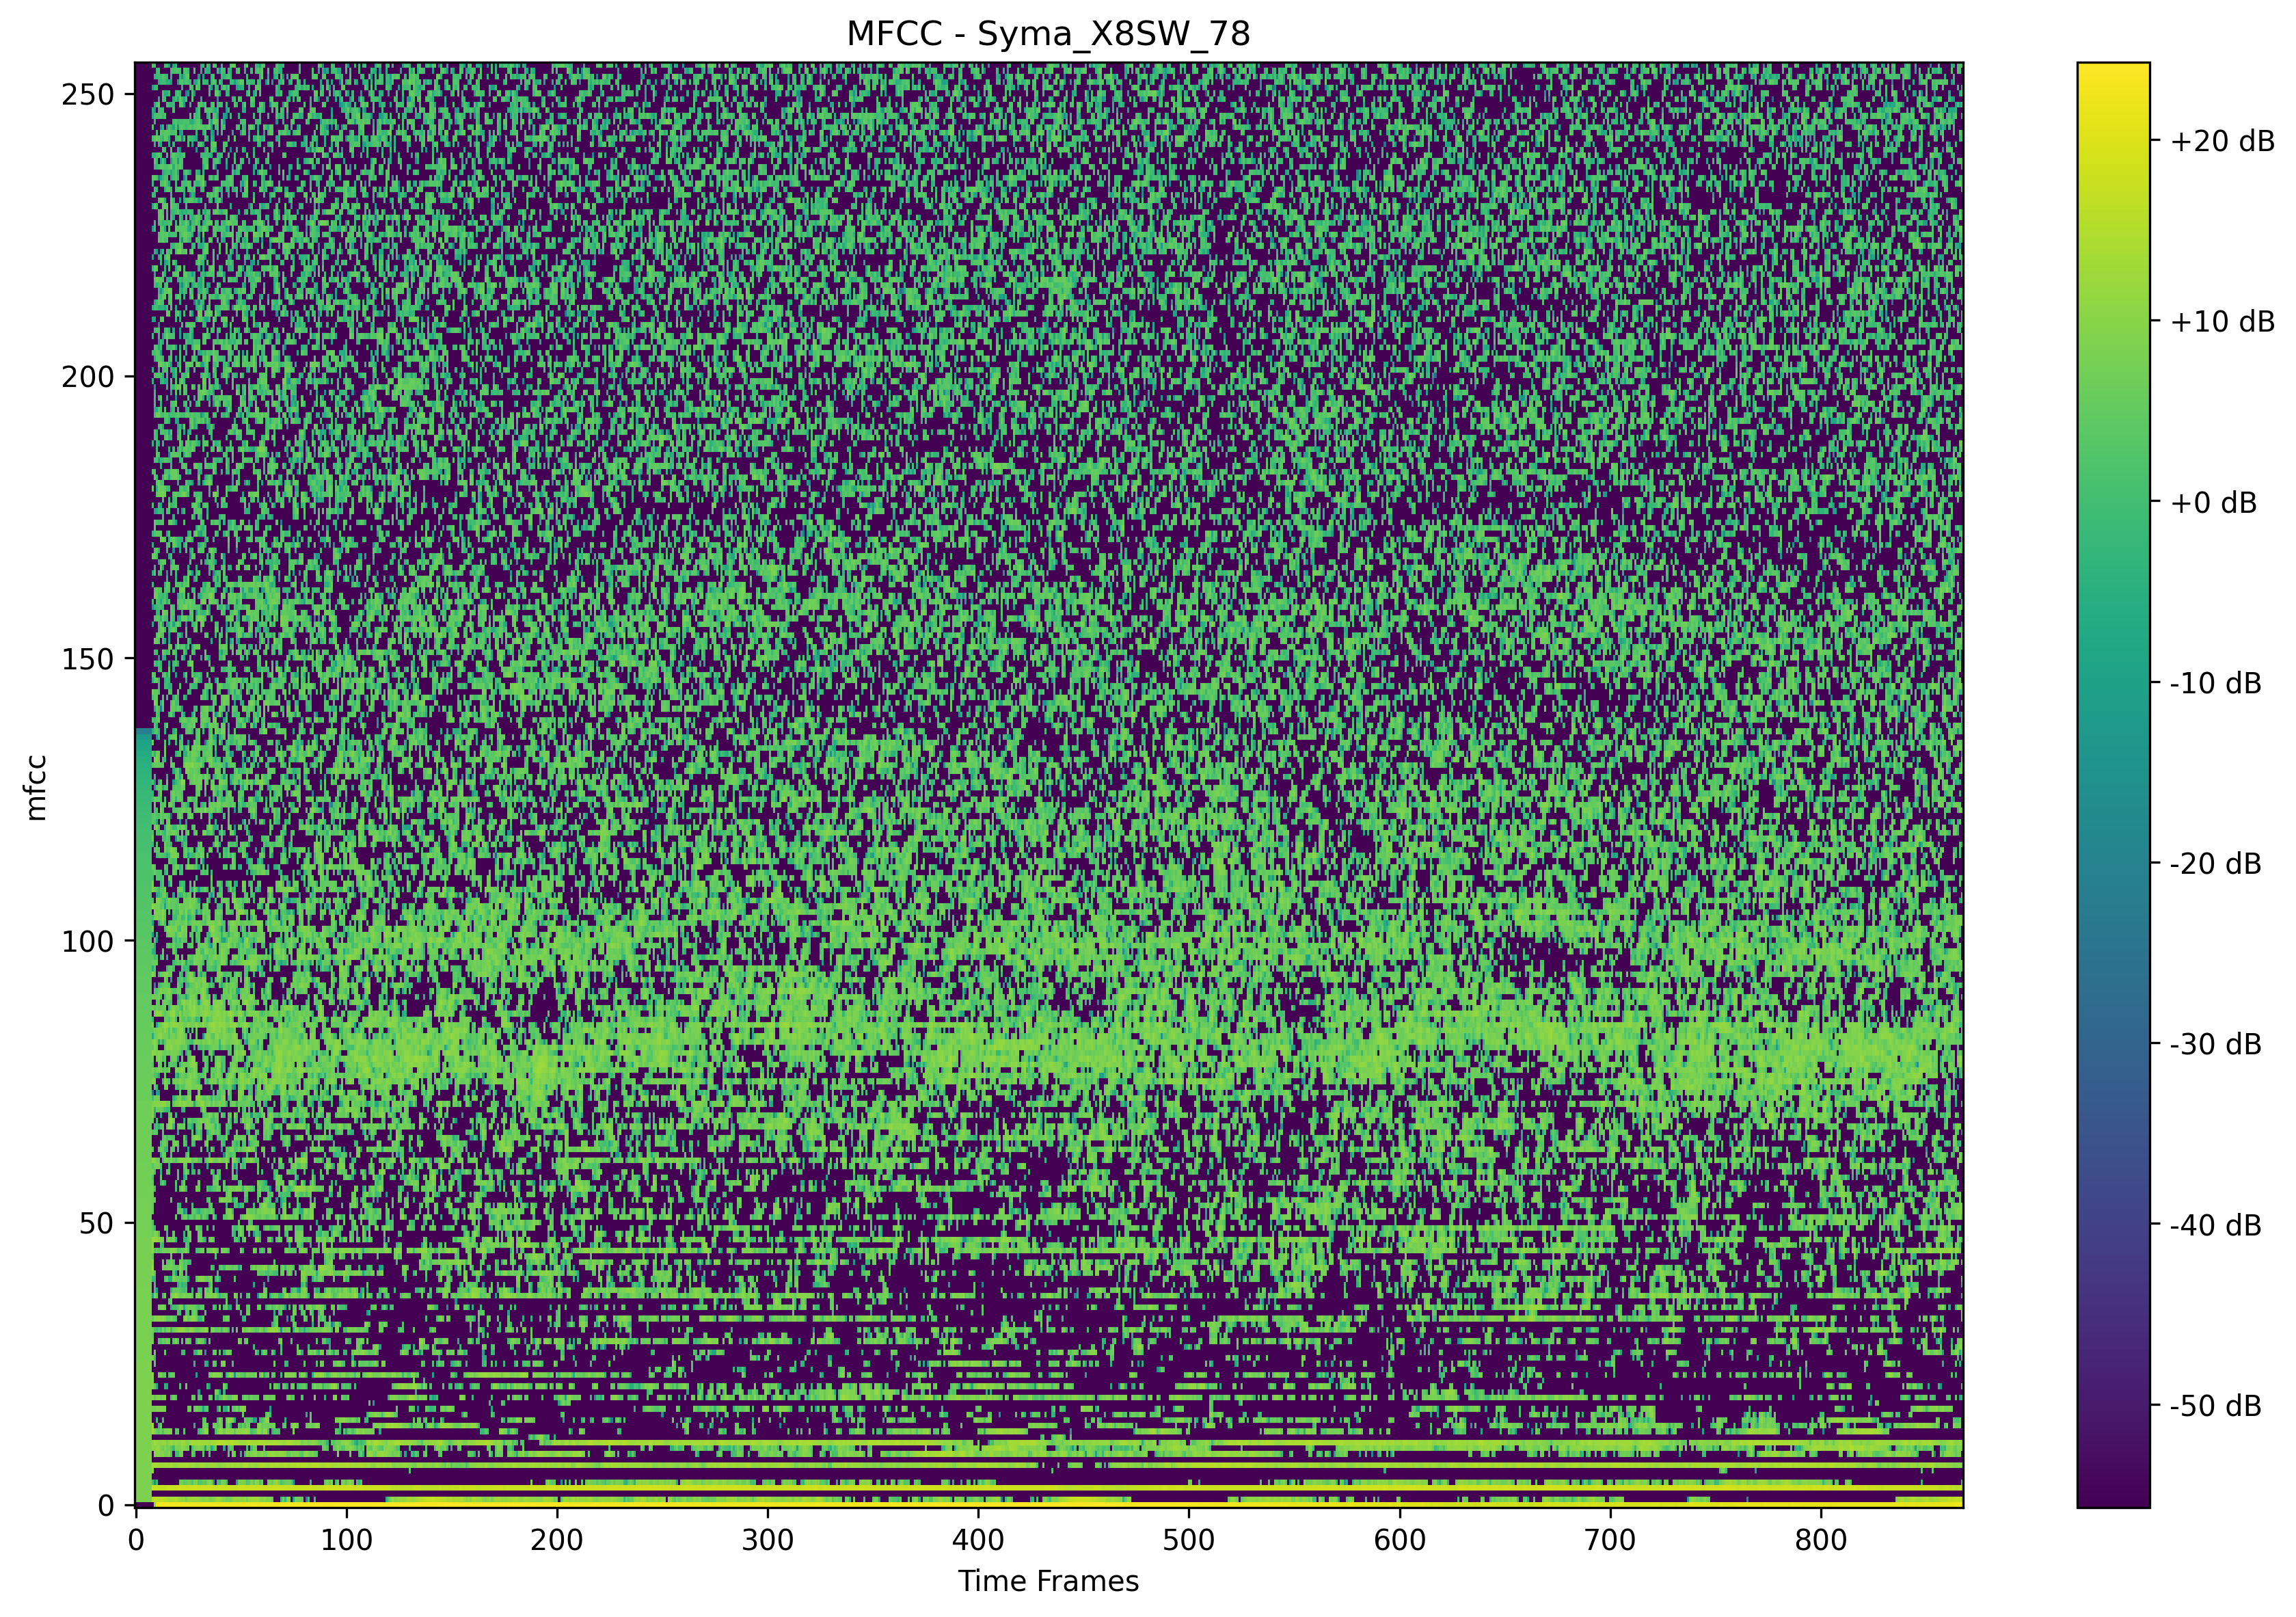 MFCC - Syma_X8SW_78
250
200
150
100
50
0
mfcc
0 100 200 300 400 500 600 700 800
Time Frames
+20 dB
+10 dB
+0 dB
-10 dB
-20 dB
-30 dB
-40 dB
-50 dB